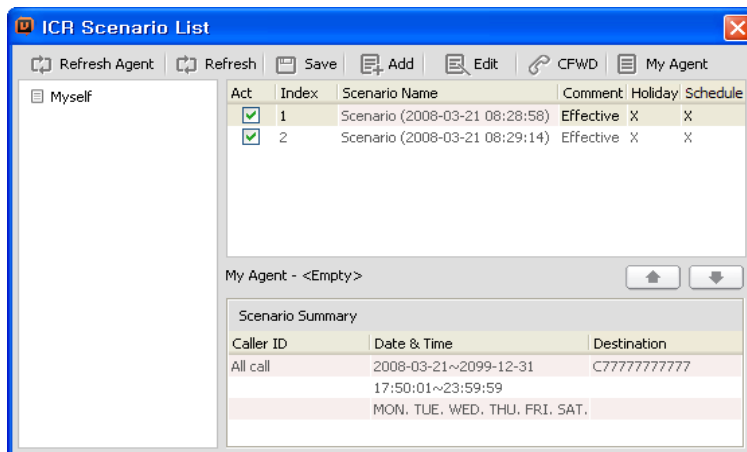 ICR Scenario List
Refresh Agent Refresh Save Add Edit CFWD My Agent
Myself
Act Index Scenario Name Comment Holiday Schedule
1 Scenario (2008-03-21 08:28:58) Effective X X
2 Scenario (2008-03-21 08:29:14) Effective X X
My Agent - <Empty>
Scenario Summary
Caller ID Date & Time Destination
All call 2008-03-21~2099-12-31 C77777777777
17:50:01~23:59:59
MON. TUE. WED. THU. FRI. SAT.